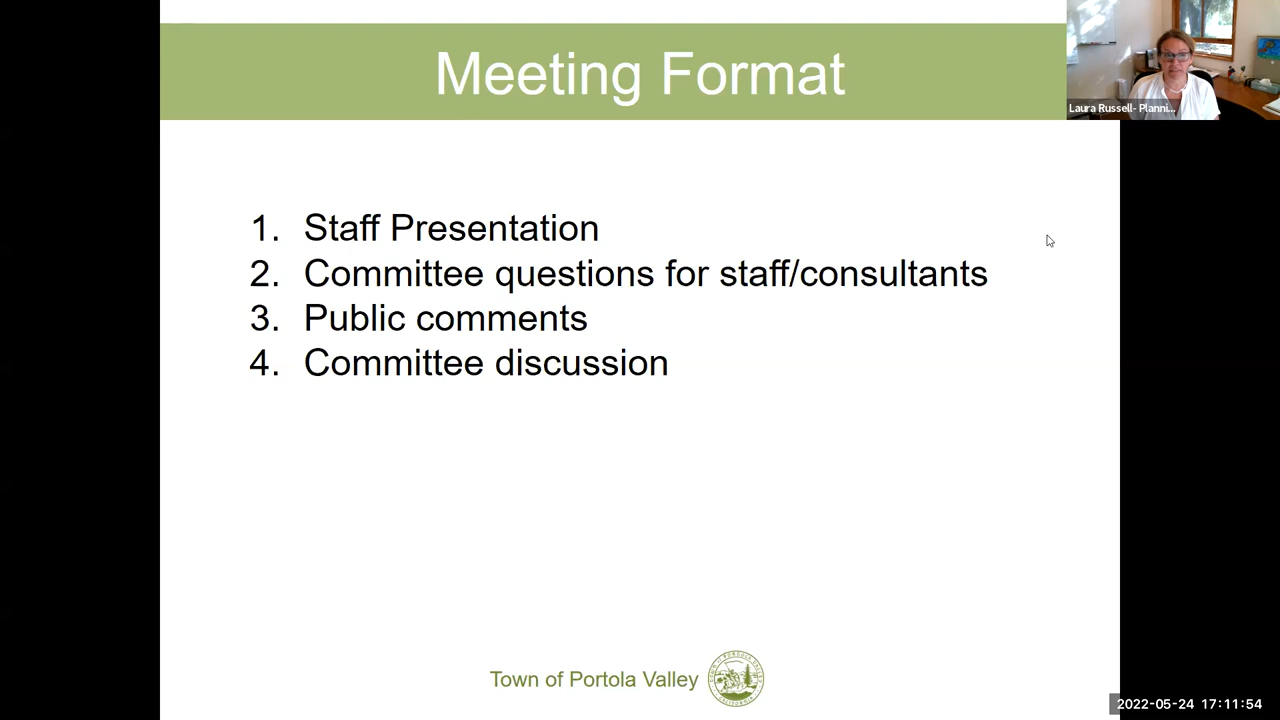 Meeting Format
Laura Russell- Planni...
1. Staff Presentation
2. Committee questions for staff/consultants
3. Public comments
4. Committee discussion
Town of Portola Valley
2022-05-24 17:11:54